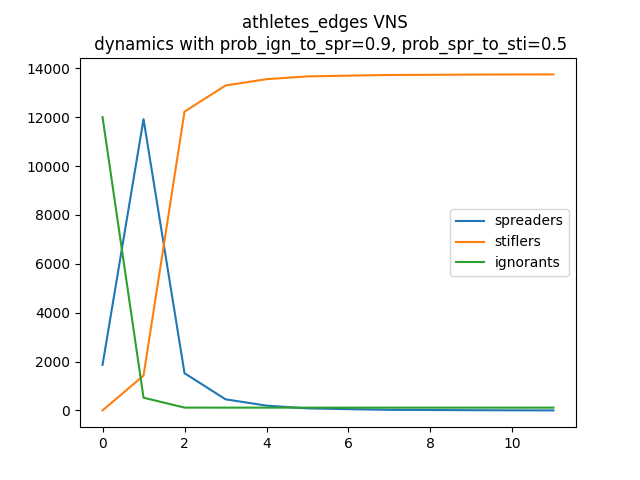 athletes_edges VNS
dynamics with prob_ign_to_spr=0.9, prob_spr_to_sti=0.5
14000
12000
10000
8000
6000
4000
2000
0
spreaders
stiflers
ignorants
0 2 4 6 8 10